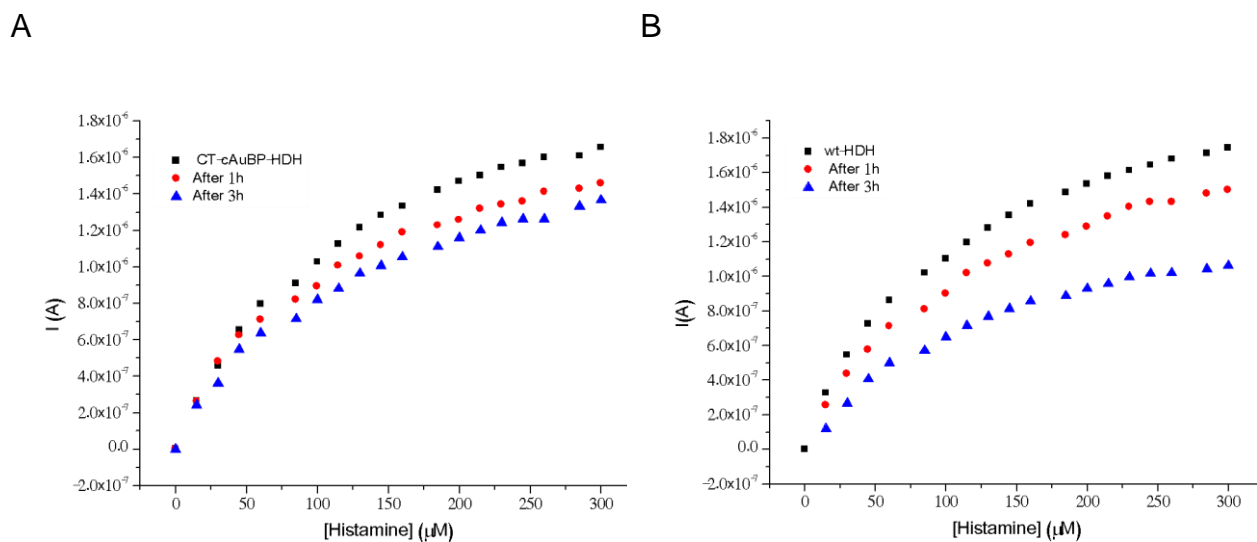 A
1.8x10⁻⁶
1.6x10⁻⁶
1.4x10⁻⁶
1.2x10⁻⁶
1.0x10⁻⁶
8.0x10⁻⁷
6.0x10⁻⁷
4.0x10⁻⁷
2.0x10⁻⁷
0.0
-2.0x10⁻⁷
I (A)
CT-cAuBP-HDH
After 1h
After 3h
0 50 100 150 200 250 300
[Histamine] (μM)
B
1.8x10⁻⁶
1.6x10⁻⁶
1.4x10⁻⁶
1.2x10⁻⁶
1.0x10⁻⁶
8.0x10⁻⁷
6.0x10⁻⁷
4.0x10⁻⁷
2.0x10⁻⁷
0.0
-2.0x10⁻⁷
I(A)
wt-HDH
After 1h
After 3h
0 50 100 150 200 250 300
[Histamine] (μM)